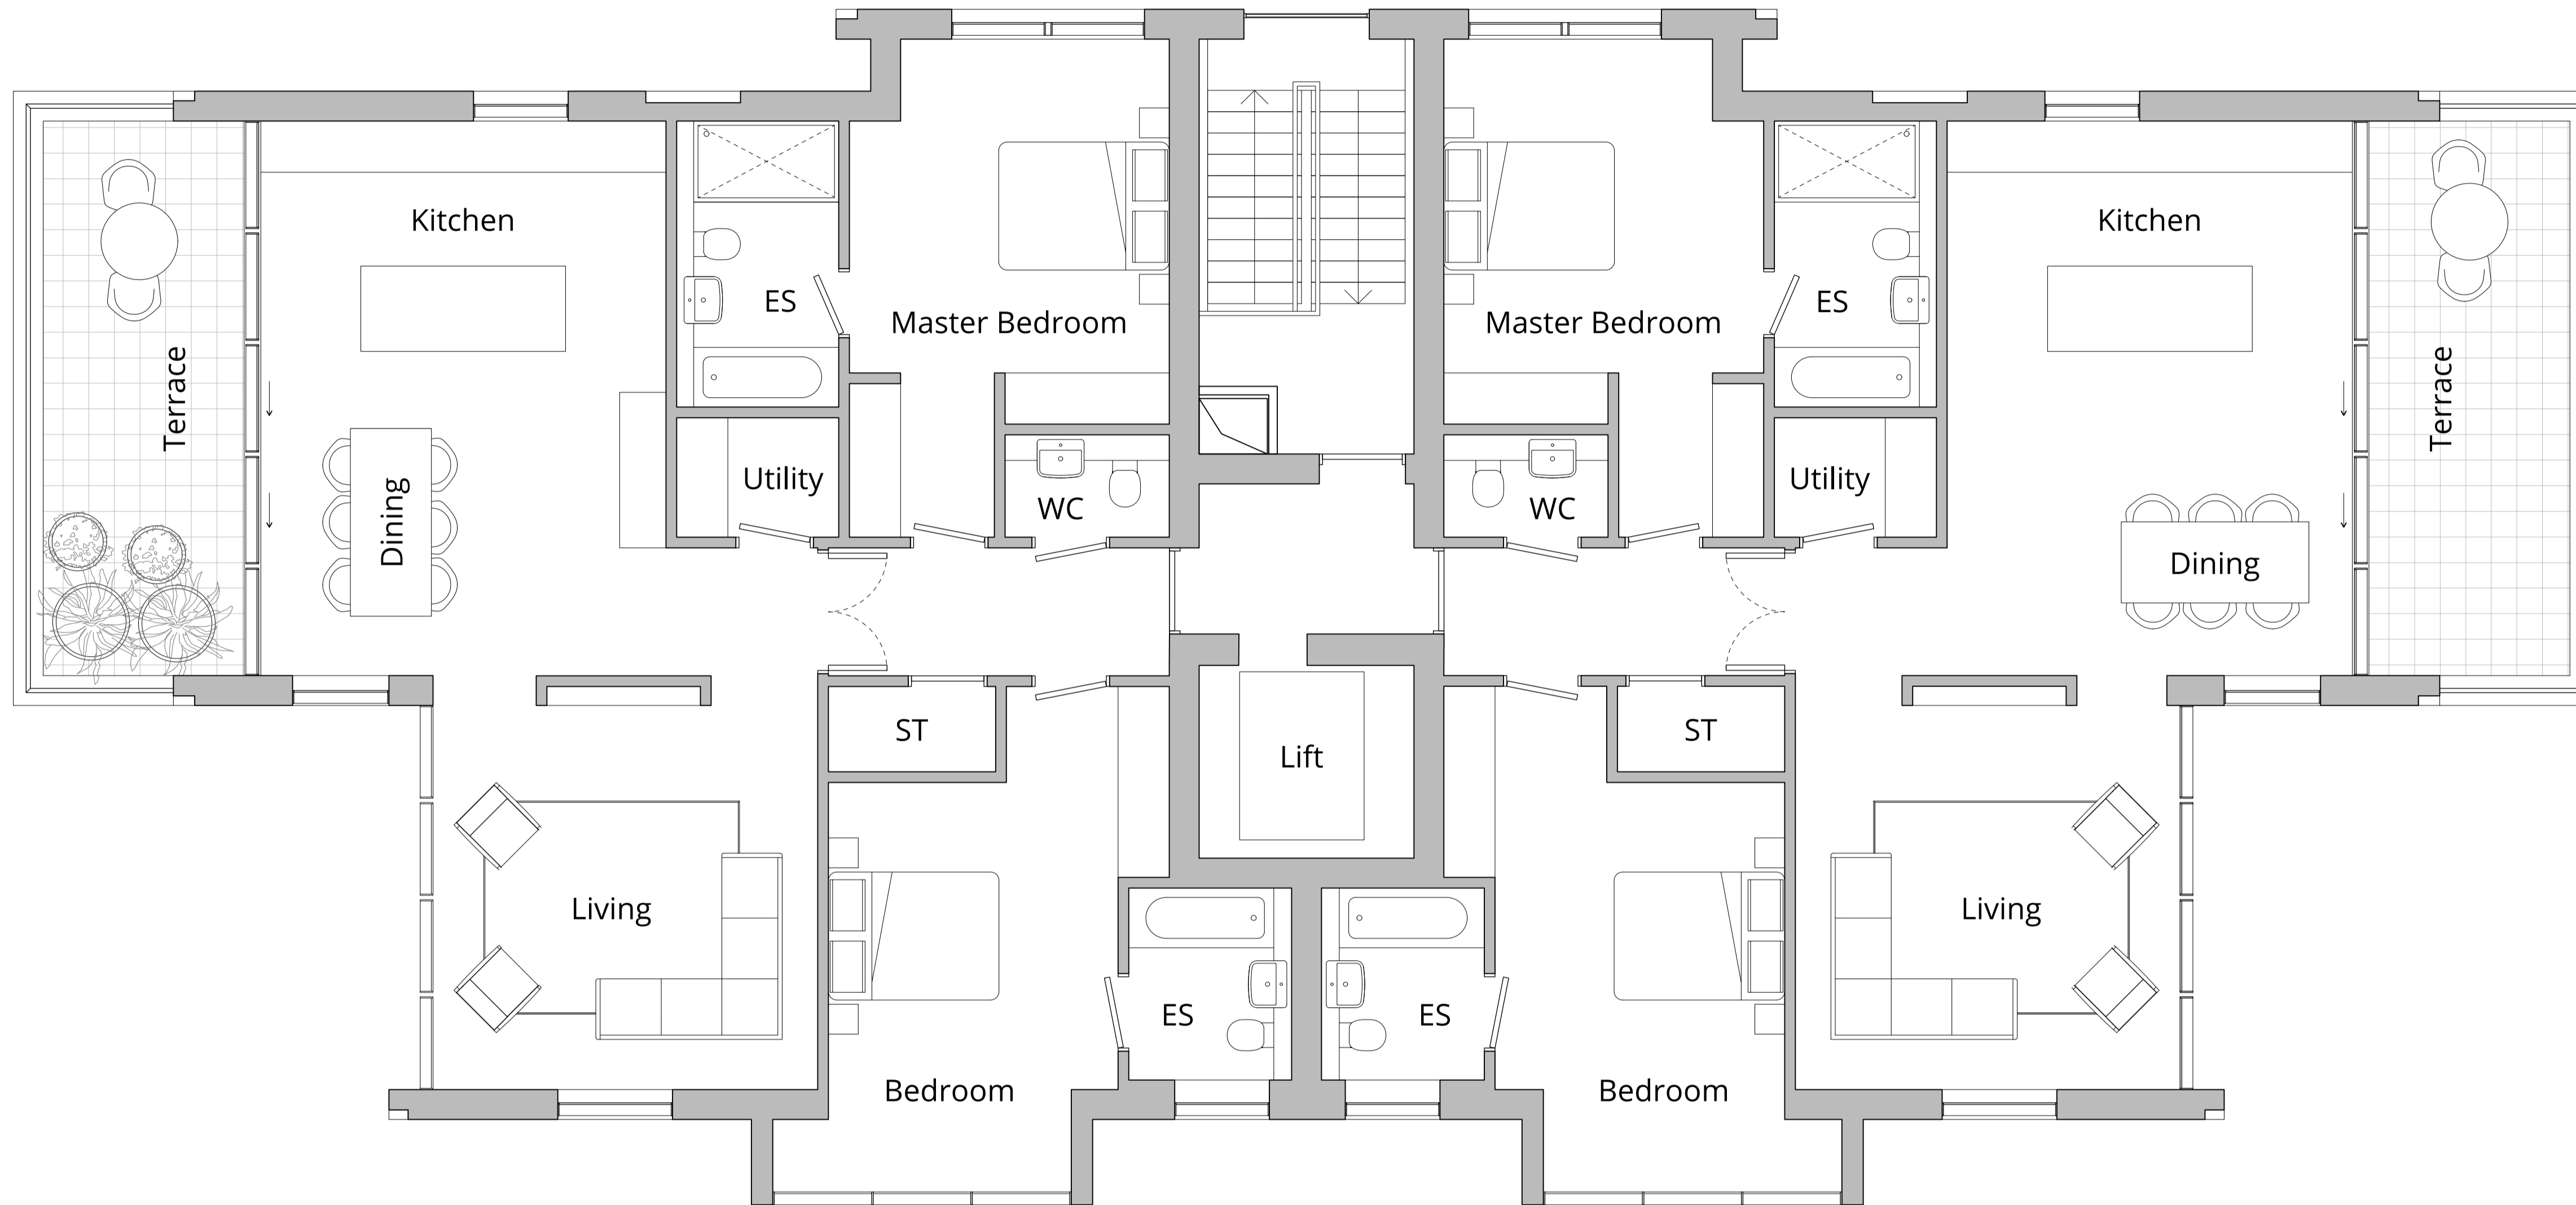 Kitchen
Kitchen
ES
ES
Master Bedroom
Master Bedroom
Terrace
Terrace
Utility
Utility
Dining
WC
WC
Dining
ST
ST
Lift
Living
Living
ES
ES
Bedroom
Bedroom